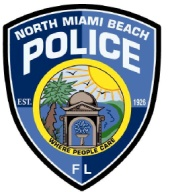 NORTH MIAMI BEACH
POLICE
EST. 1926
WHERE PEOPLE CARE
FL